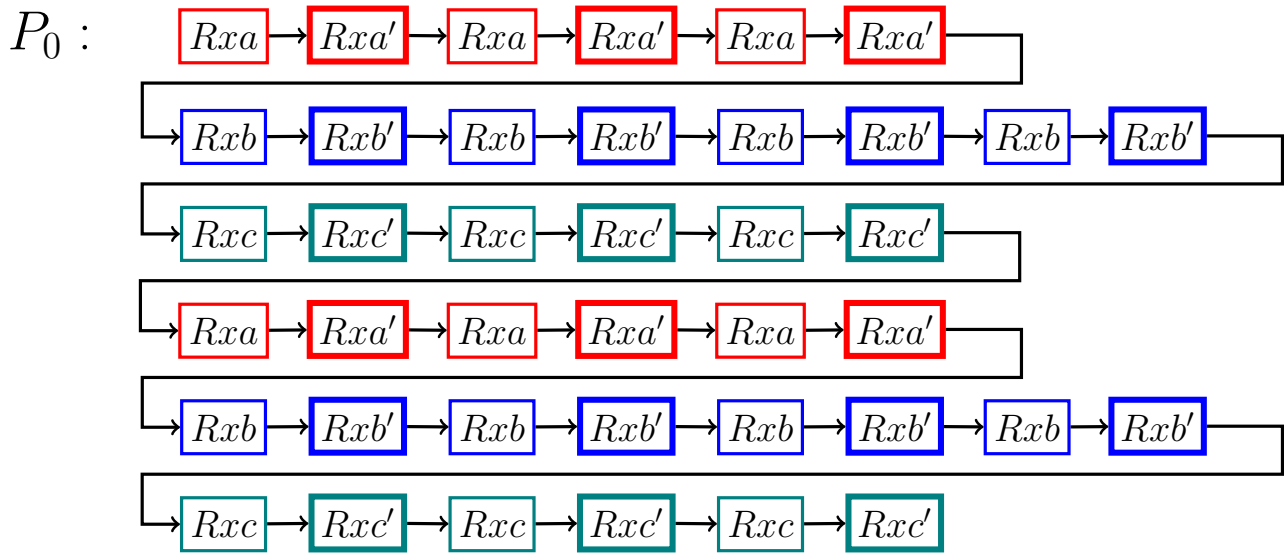 P₀ : Rxa Rxa′ Rxa Rxa′ Rxa Rxa′
Rxb Rxb′ Rxb Rxb′ Rxb Rxb′ Rxb Rxb′
Rxc Rxc′ Rxc Rxc′ Rxc Rxc′
Rxa Rxa′ Rxa Rxa′ Rxa Rxa′
Rxb Rxb′ Rxb Rxb′ Rxb Rxb′ Rxb Rxb′
Rxc Rxc′ Rxc Rxc′ Rxc Rxc′